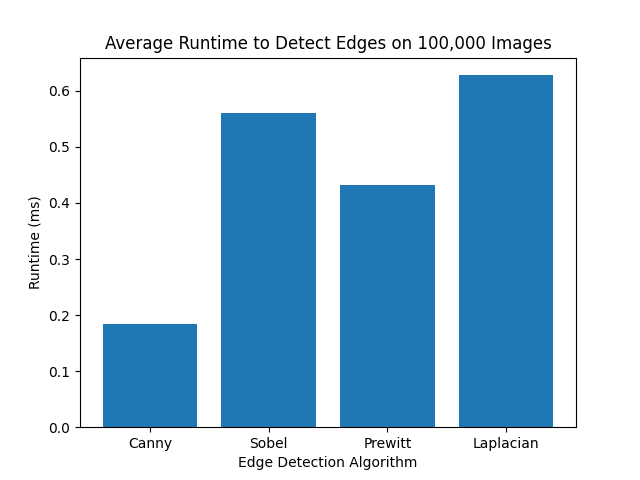 Average Runtime to Detect Edges on 100,000 Images
Runtime (ms)
0.6
0.5
0.4
0.3
0.2
0.1
0.0
Canny Sobel Prewitt Laplacian
Edge Detection Algorithm